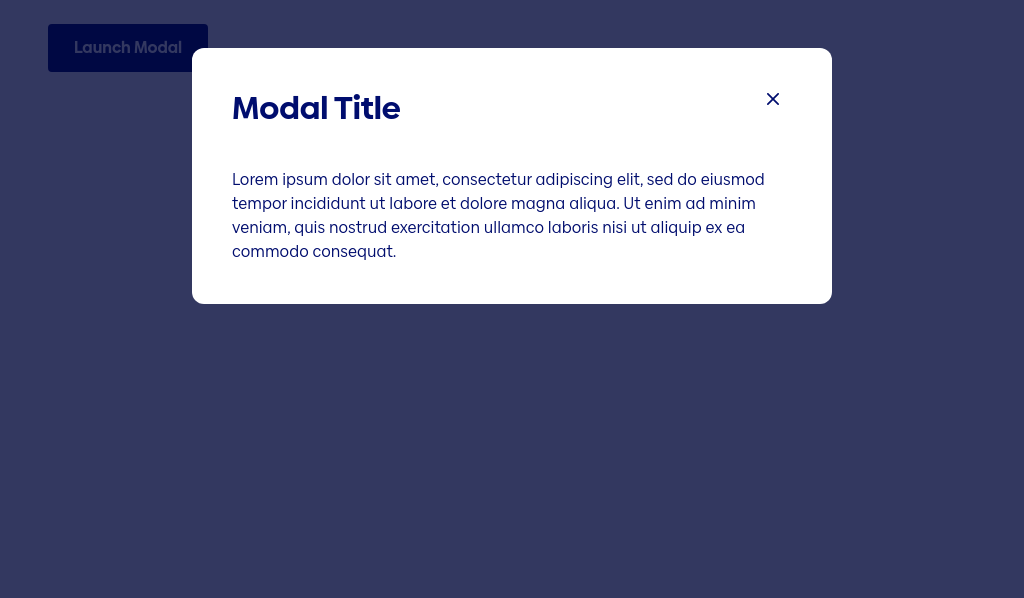 Launch Modal
Modal Title
Lorem ipsum dolor sit amet, consectetur adipiscing elit, sed do eiusmod
tempor incididunt ut labore et dolore magna aliqua. Ut enim ad minim
veniam, quis nostrud exercitation ullamco laboris nisi ut aliquip ex ea
commodo consequat.